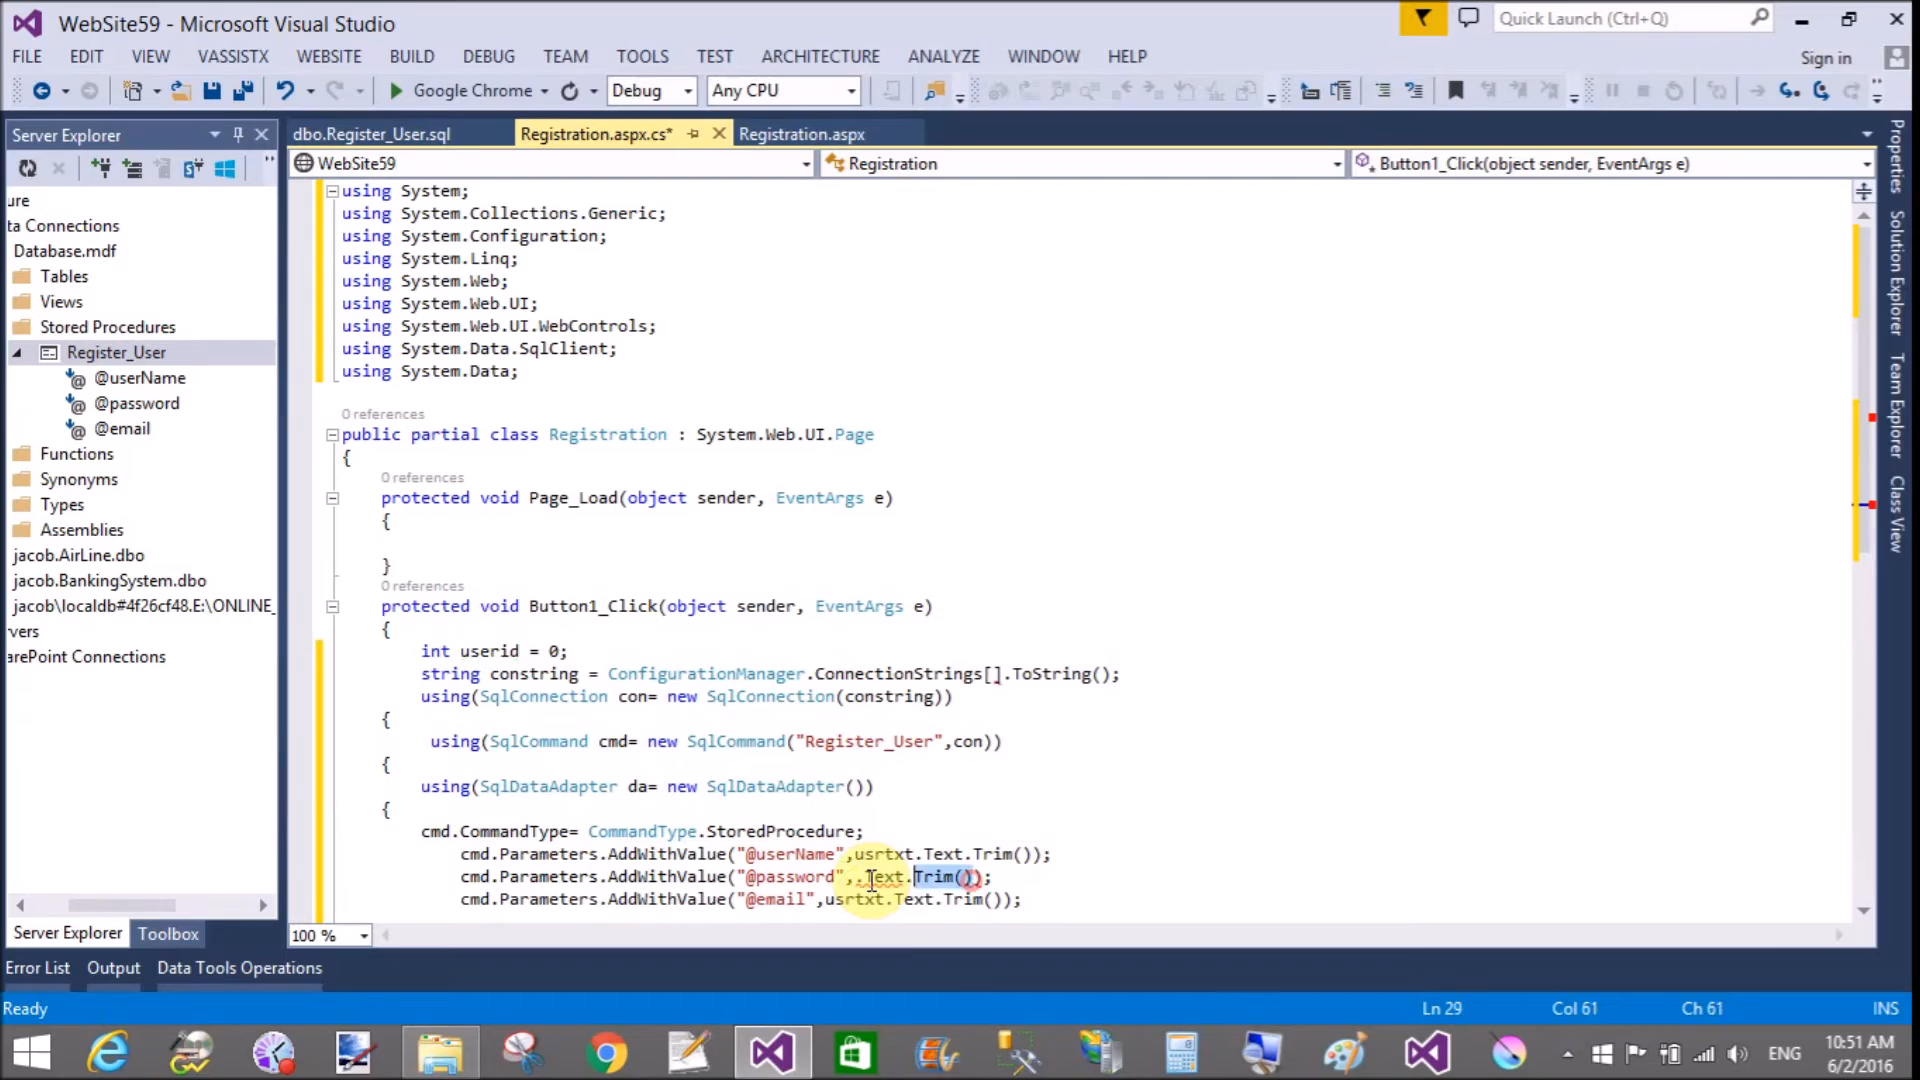 WebSite59 - Microsoft Visual Studio
Quick Launch (Ctrl+Q)
FILE EDIT VIEW VASSISTX WEBSITE BUILD DEBUG TEAM TOOLS TEST ARCHITECTURE ANALYZE WINDOW HELP
Sign in
Google Chrome Debug Any CPU
Server Explorer
dbo.Register_User.sql Registration.aspx.cs* Registration.aspx
WebSite59 Registration Button1_Click(object sender, EventArgs e)
ure
ta Connections
Database.mdf
Tables
Views
Stored Procedures
Register_User
@userName
@password
@email
Functions
Synonyms
Types
Assemblies
jacob.AirLine.dbo
jacob.BankingSystem.dbo
jacob\localdb#4f26cf48.E:\ONLINE_
rvers
arePoint Connections
Server Explorer Toolbox
using System;
using System.Collections.Generic;
using System.Configuration;
using System.Linq;
using System.Web;
using System.Web.UI;
using System.Web.UI.WebControls;
using System.Data.SqlClient;
using System.Data;
0 references
public partial class Registration : System.Web.UI.Page
{
0 references
protected void Page_Load(object sender, EventArgs e)
{
}
0 references
protected void Button1_Click(object sender, EventArgs e)
{
int userid = 0;
string constring = ConfigurationManager.ConnectionStrings[].ToString();
using(SqlConnection con= new SqlConnection(constring))
{
using(SqlCommand cmd= new SqlCommand("Register_User",con))
{
using(SqlDataAdapter da= new SqlDataAdapter())
{
cmd.CommandType= CommandType.StoredProcedure;
cmd.Parameters.AddWithValue("@userName",usrtxt.Text.Trim());
cmd.Parameters.AddWithValue("@password",.Text.Trim());
cmd.Parameters.AddWithValue("@email",usrtxt.Text.Trim());
100 %
Properties
Solution Explorer
Team Explorer
Class View
Error List Output Data Tools Operations
Ready
Ln 29 Col 61 Ch 61 INS
ENG
10:51 AM
6/2/2016